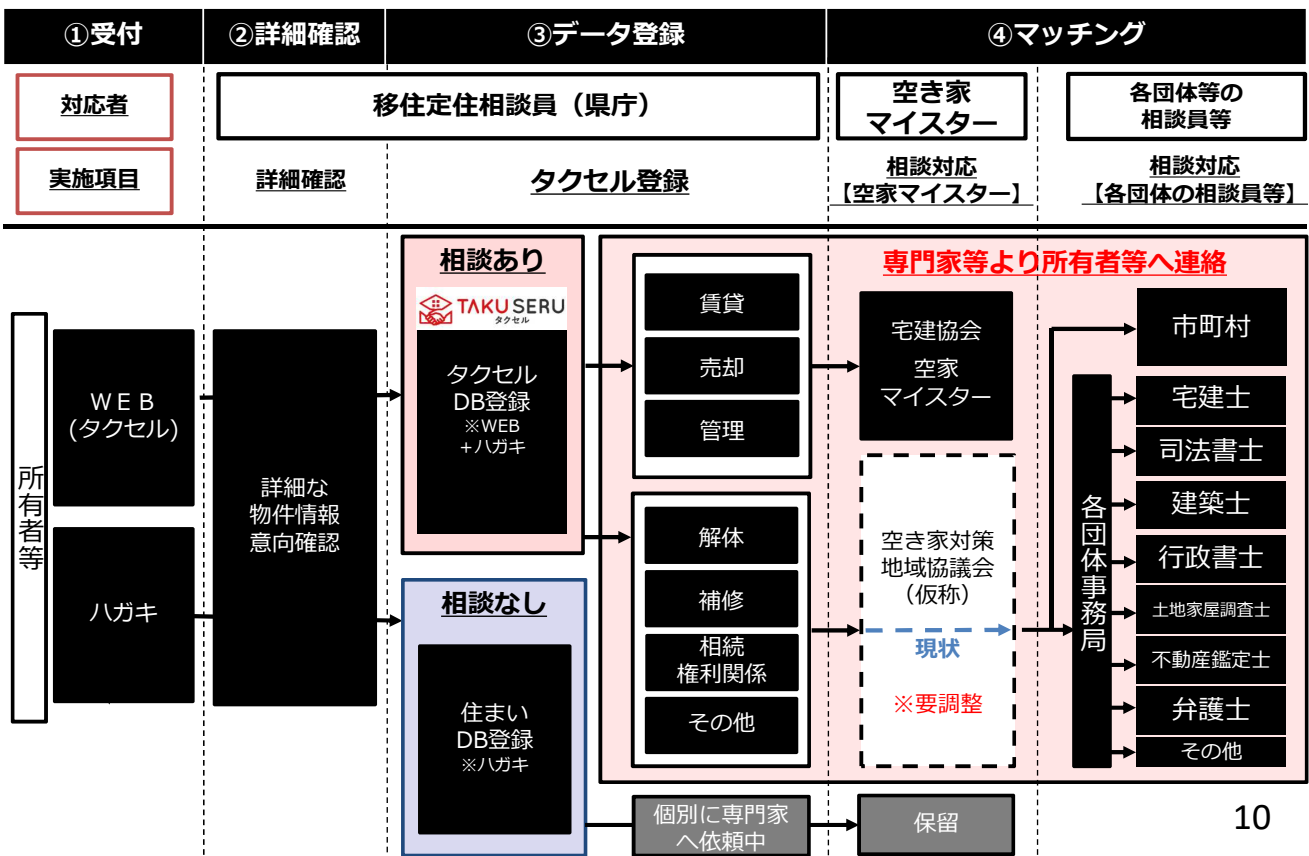 ①受付
②詳細確認
③データ登録
④マッチング
対応者
移住定住相談員（県庁）
空き家
マイスター
各団体等の
相談員等
実施項目
詳細確認
タクセル登録
相談対応
【空家マイスター】
相談対応
【各団体の相談員等】
所有者等
ＷＥＢ
(タクセル)
ハガキ
詳細な
物件情報
意向確認
相談あり
TAKU SERU
タクセル
タクセル
DB登録
※WEB
+ハガキ
相談なし
住まい
DB登録
※ハガキ
専門家等より所有者等へ連絡
賃貸
売却
管理
解体
補修
相続
権利関係
その他
個別に専門家
へ依頼中
宅建協会
空家
マイスター
空き家対策
地域協議会
（仮称）
現状
※要調整
保留
各団体事務局
市町村
宅建士
司法書士
建築士
行政書士
土地家屋調査士
不動産鑑定士
弁護士
その他
10